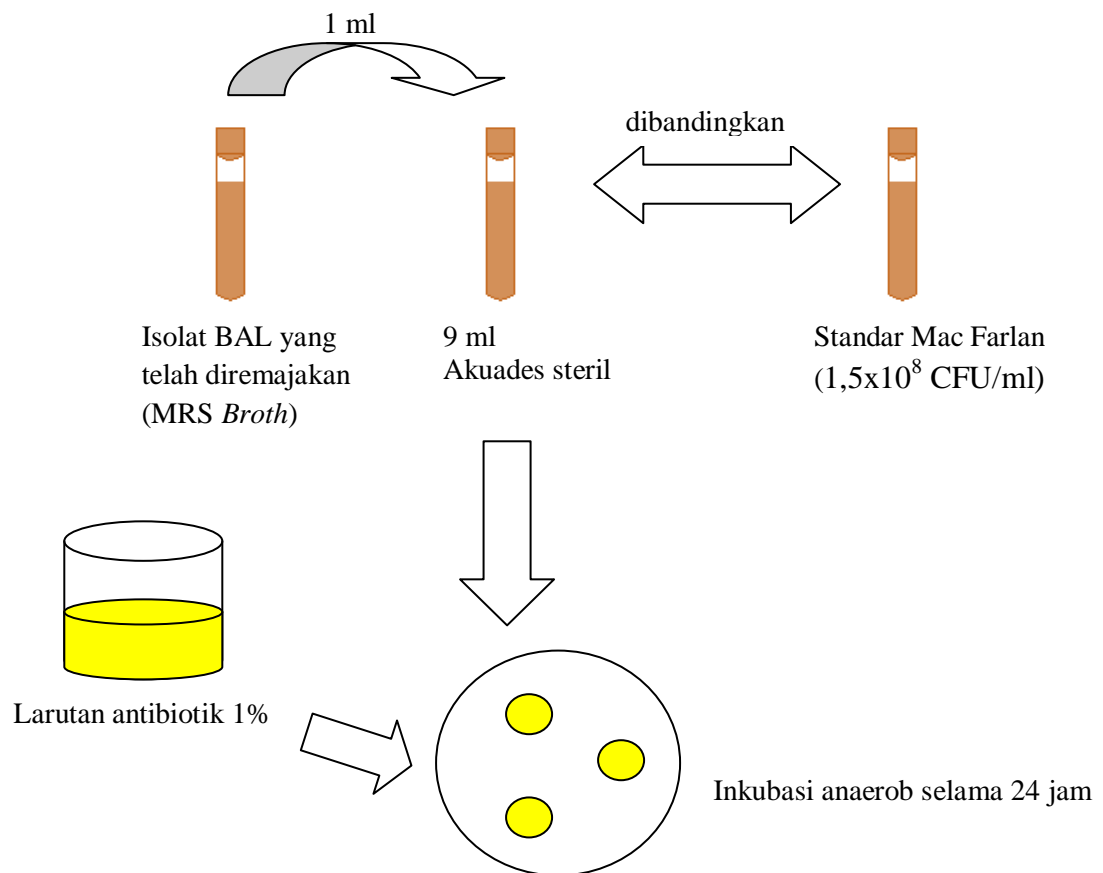 1 ml
dibandingkan
Isolat BAL yang
telah diremajakan
(MRS Broth)
9 ml
Akuades steril
Standar Mac Farlan
(1,5x10⁸ CFU/ml)
Larutan antibiotik 1%
Inkubasi anaerob selama 24 jam